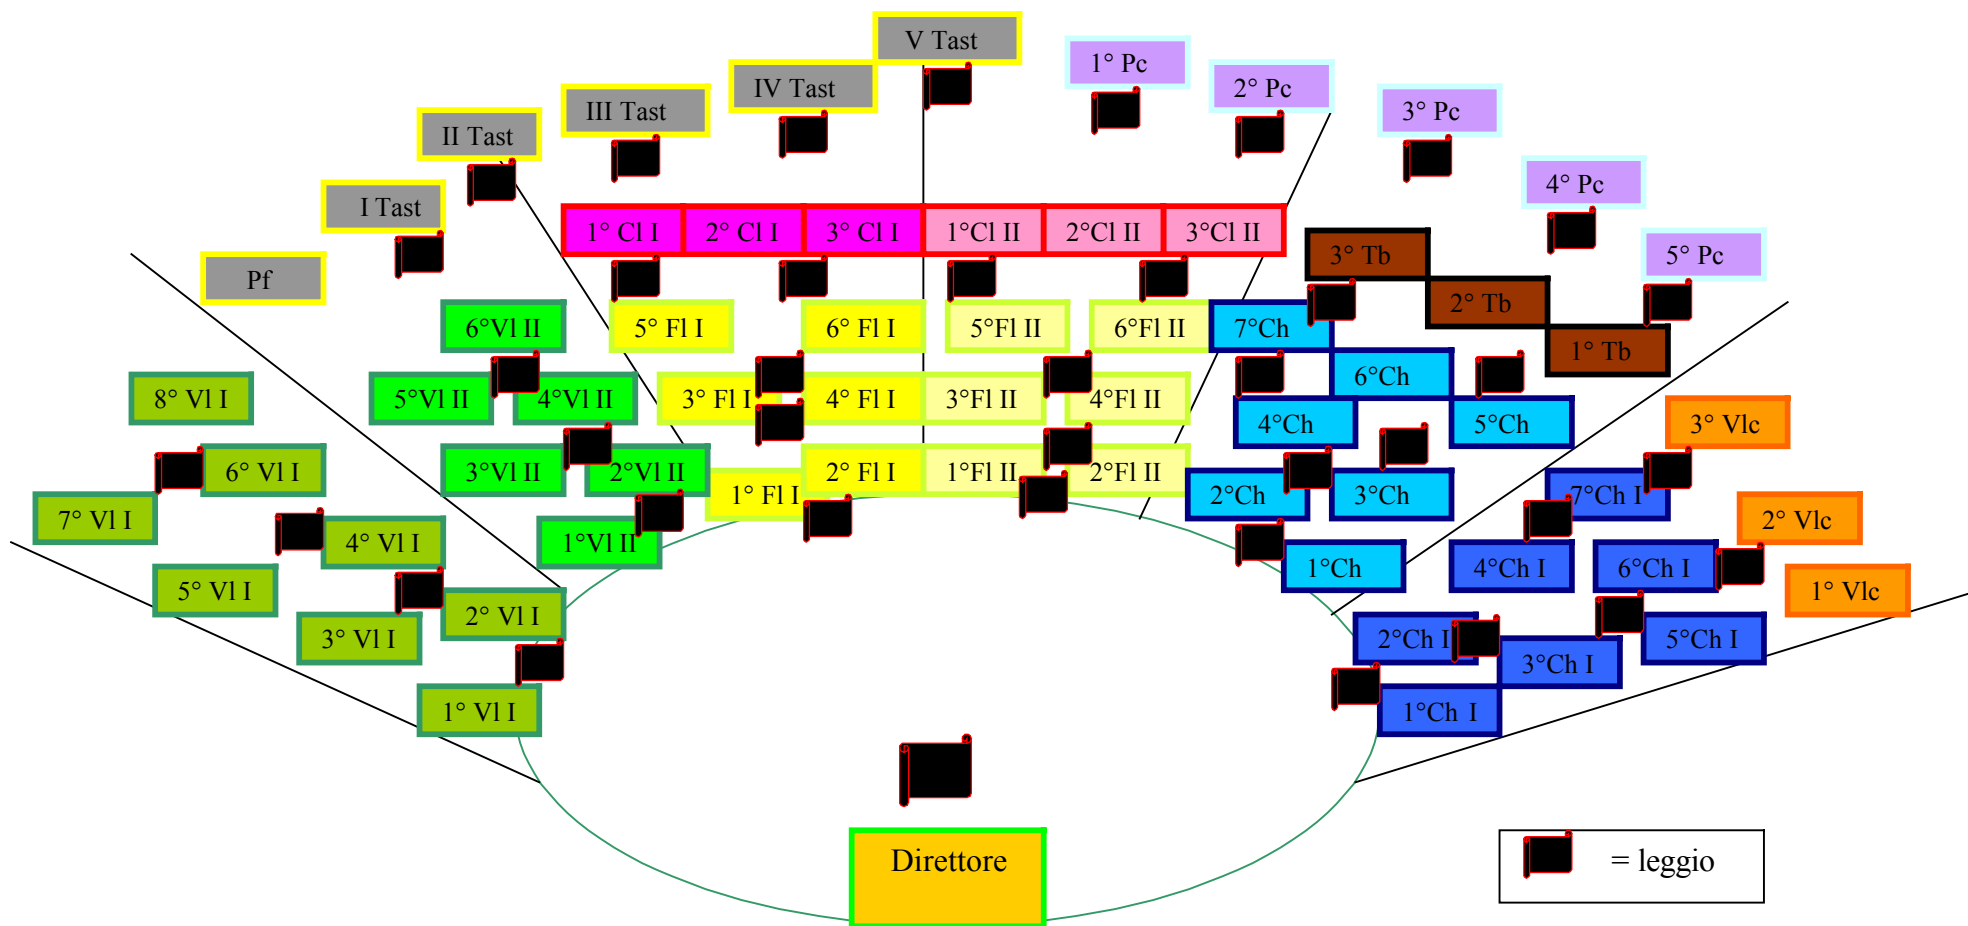 V Tast
1° Pc
IV Tast
2° Pc
III Tast
3° Pc
II Tast
4° Pc
I Tast
1° Cl I
2° Cl I
3° Cl I
1°Cl II
2°Cl II
3°Cl II
3° Tb
5° Pc
Pf
2° Tb
6°Vl II
5° Fl I
6° Fl I
5°Fl II
6°Fl II
7°Ch
1° Tb
6°Ch
8° Vl I
5°Vl II
4°Vl II
3° Fl I
4° Fl I
3°Fl II
4°Fl II
4°Ch
5°Ch
3° Vlc
6° Vl I
3°Vl II
2°Vl II
1° Fl I
2° Fl I
1°Fl II
2°Fl II
2°Ch
3°Ch
7°Ch I
7° Vl I
4° Vl I
1°Vl II
2° Vlc
1°Ch
4°Ch I
6°Ch I
5° Vl I
1° Vlc
3° Vl I
2° Vl I
2°Ch I
3°Ch I
5°Ch I
1° Vl I
1°Ch I
Direttore
= leggio